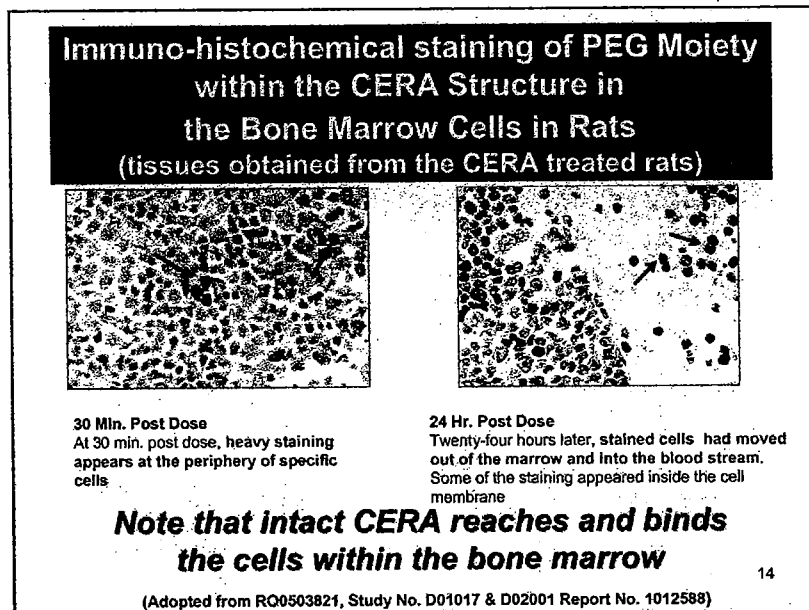 Immuno-histochemical staining of PEG Moiety
within the CERA Structure in
the Bone Marrow Cells in Rats
(tissues obtained from the CERA treated rats)
30 Min. Post Dose
At 30 min. post dose, heavy staining
appears at the periphery of specific
cells
24 Hr. Post Dose
Twenty-four hours later, stained cells had moved
out of the marrow and into the blood stream.
Some of the staining appeared inside the cell
membrane
Note that intact CERA reaches and binds
the cells within the bone marrow
14
(Adopted from RQ0503821, Study No. D01017 & D02001 Report No. 1012588)